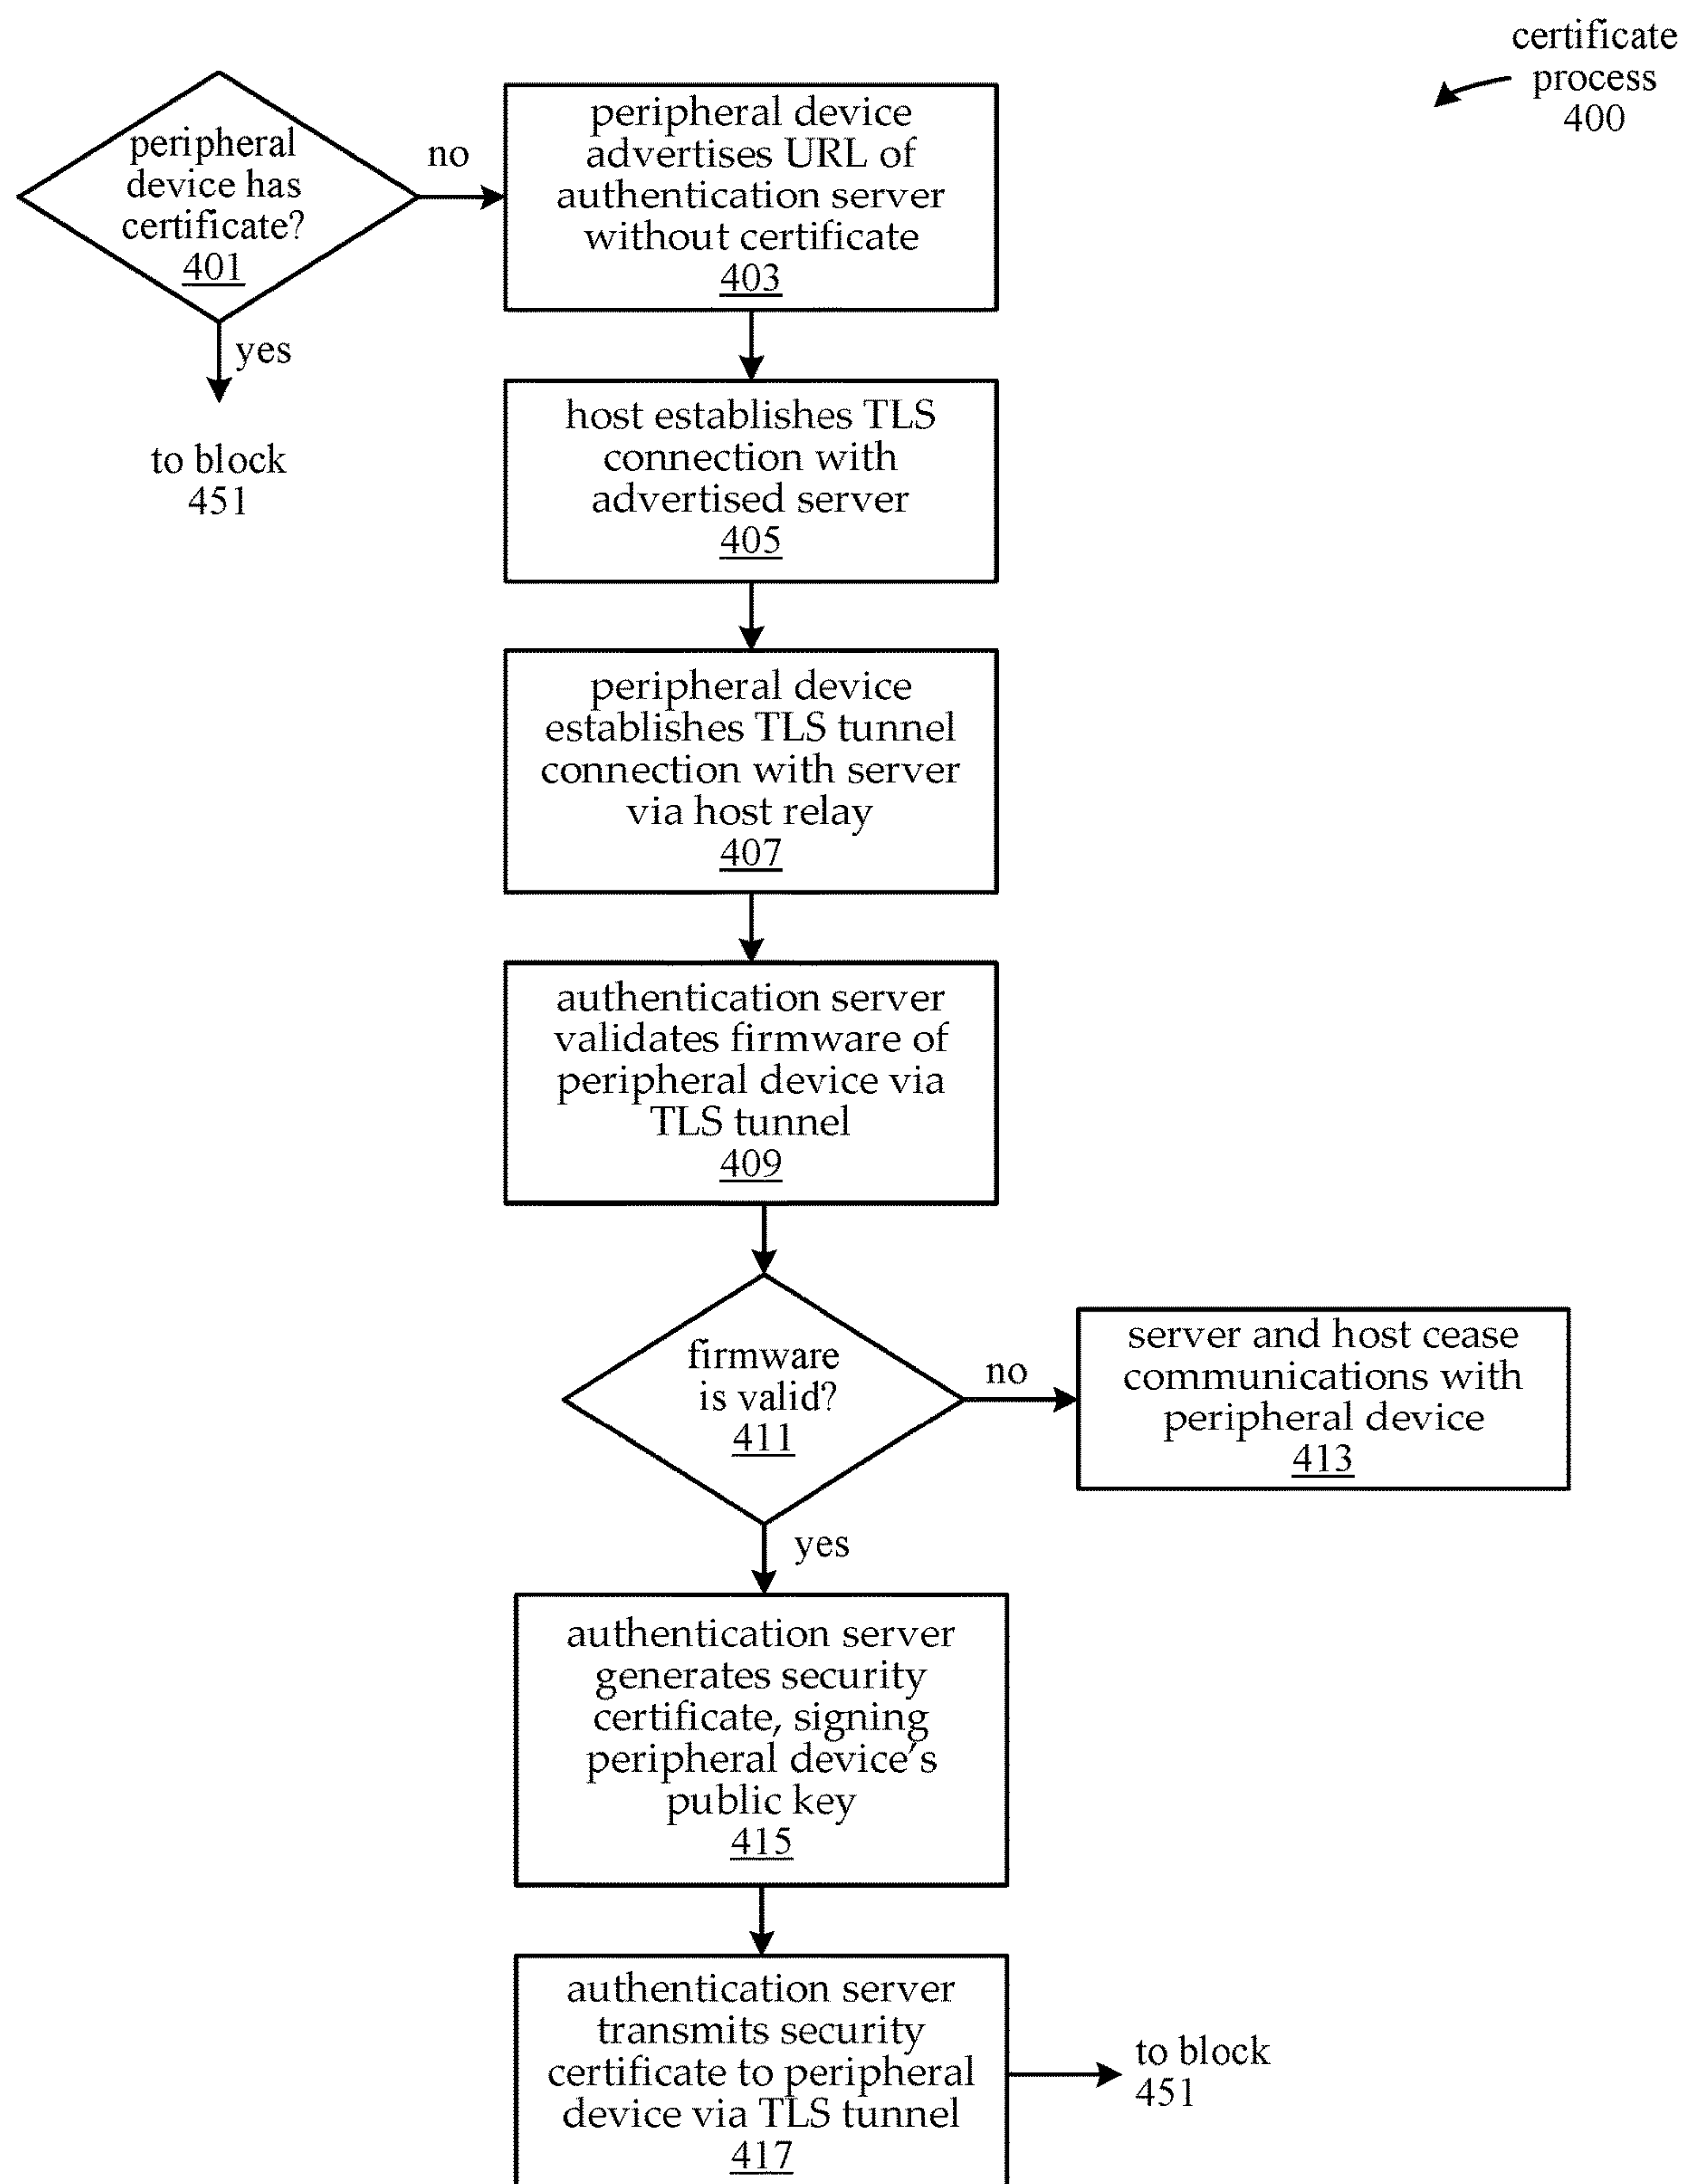 certificate
process
400
peripheral
device has
certificate?
401
no
yes
to block
451
peripheral device
advertises URL of
authentication server
without certificate
403
host establishes TLS
connection with
advertised server
405
peripheral device
establishes TLS tunnel
connection with server
via host relay
407
authentication server
validates firmware of
peripheral device via
TLS tunnel
409
firmware
is valid?
411
no
server and host cease
communications with
peripheral device
413
yes
authentication server
generates security
certificate, signing
peripheral device's
public key
415
authentication server
transmits security
certificate to peripheral
device via TLS tunnel
417
to block
451